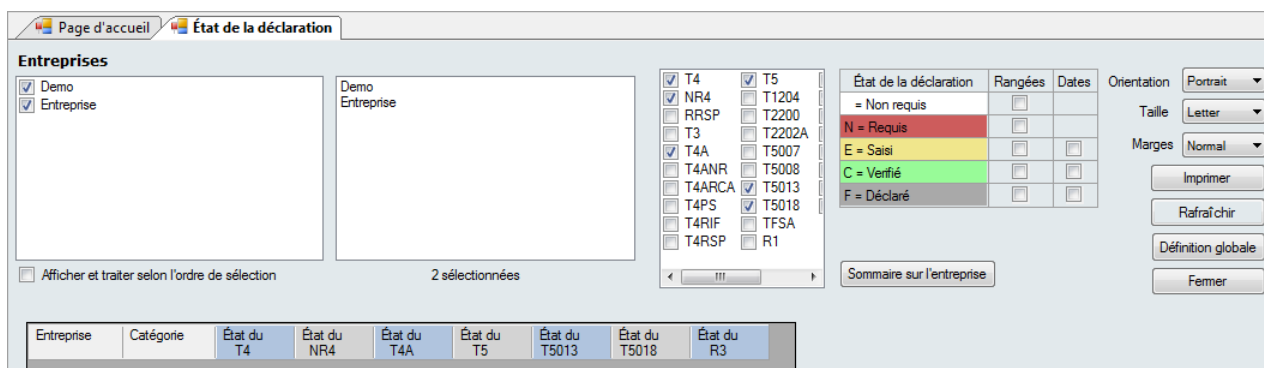 Page d'accueil
État de la déclaration
Entreprises
Demo
Entreprise
Demo
Entreprise
T4
NR4
RRSP
T3
T4A
T4ANR
T4ARCA
T4PS
T4RIF
T4RSP
T5
T1204
T2200
T2202A
T5007
T5008
T5013
T5018
TFSA
R1
État de la déclaration Rangées Dates
= Non requis
N = Requis
E = Saisi
C = Verifié
F = Déclaré
Orientation Portrait
Taille Letter
Marges Normal
Imprimer
Rafraîchir
Définition globale
Fermer
Afficher et traiter selon l'ordre de sélection
2 sélectionnées
Sommaire sur l'entreprise
Entreprise
Catégorie
État du
T4
État du
NR4
État du
T4A
État du
T5
État du
T5013
État du
T5018
État du
R3